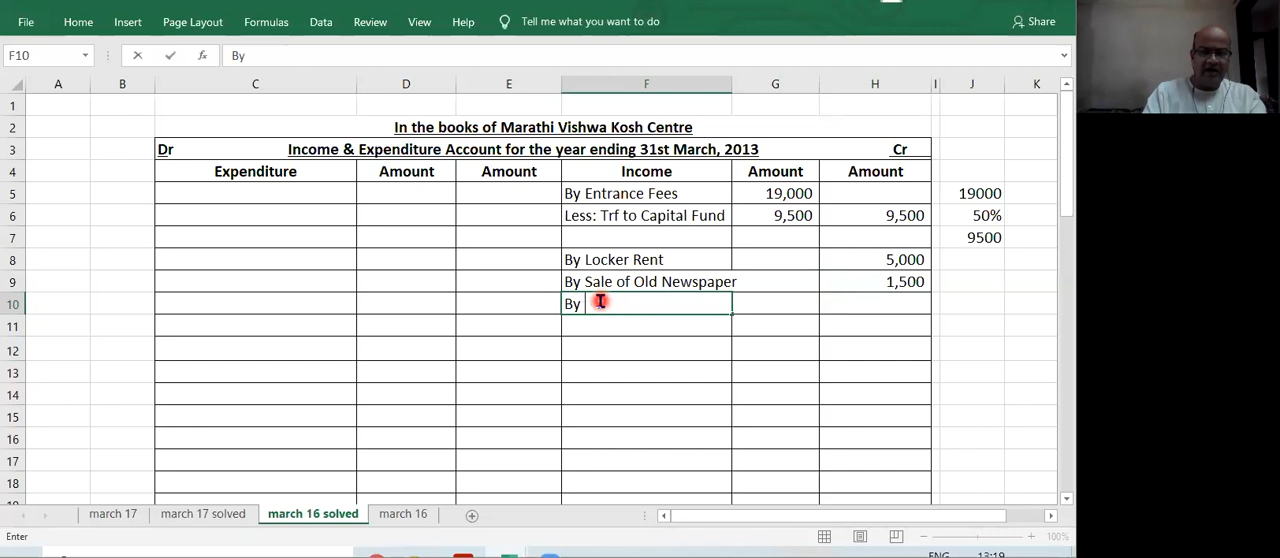 File Home Insert Page Layout Formulas Data Review View Help Tell me what you want to do Share
F10 fx By
A B C D E F G H I J K
1
2 In the books of Marathi Vishwa Kosh Centre
3 Dr Income & Expenditure Account for the year ending 31st March, 2013 Cr
4 Expenditure Amount Amount Income Amount Amount
5 By Entrance Fees 19,000 19000
6 Less: Trf to Capital Fund 9,500 9,500 50%
7 9500
8 By Locker Rent 5,000
9 By Sale of Old Newspaper 1,500
10 By
11
12
13
14
15
16
17
18
march 17 march 17 solved march 16 solved march 16
Enter 100%
ENG 13:19